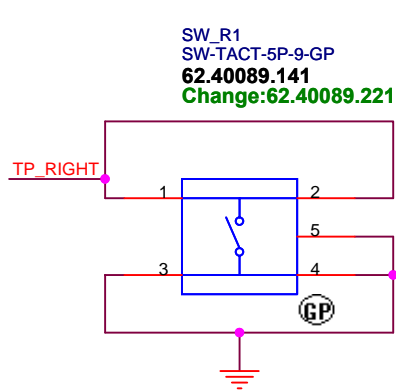 SW_R1
SW-TACT-5P-9-GP
62.40089.141
Change:62.40089.221
TP_RIGHT
1
2
5
3
4
GP